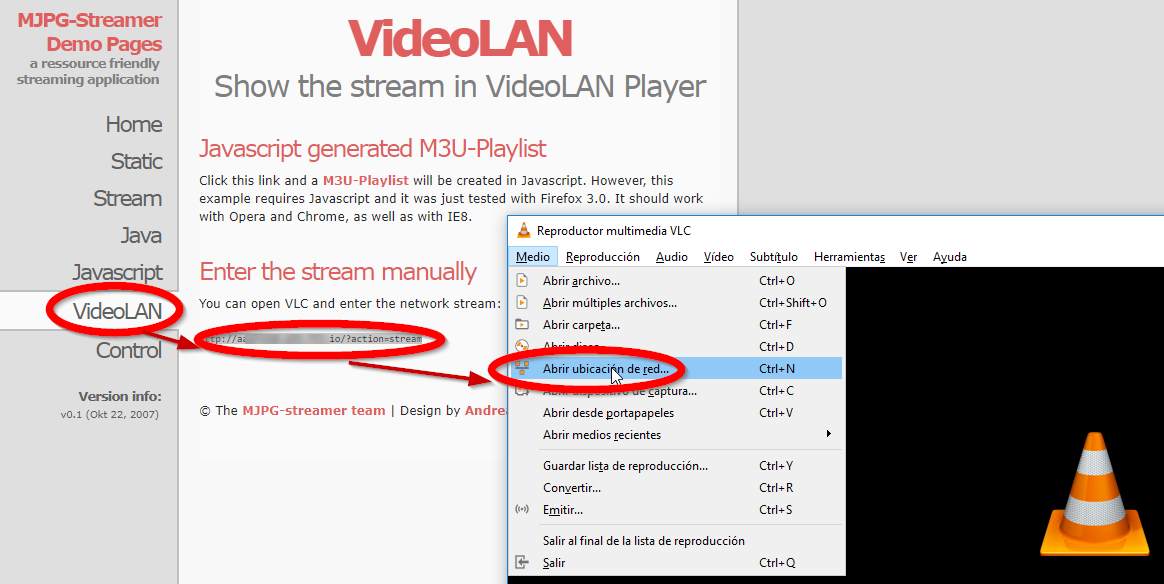 MJPG-Streamer
Demo Pages
a ressource friendly
streaming application
Home
Static
Stream
Java
Javascript
VideoLAN
Control
Version info:
v0.1 (Okt 22, 2007)
VideoLAN
Show the stream in VideoLAN Player
Javascript generated M3U-Playlist
Click this link and a M3U-Playlist will be created in Javascript. However, this
example requires Javascript and it was just tested with Firefox 3.0. It should work
with Opera and Chrome, as well as with IE8.
Enter the stream manually
You can open VLC and enter the network stream:
io/?action=stream
© The MJPG-streamer team | Design by
Reproductor multimedia VLC
Medio Reproducción Audio Vídeo Subtítulo Herramientas Ver Ayuda
Abrir archivo... Ctrl+O
Abrir múltiples archivos... Ctrl+Shift+O
Abrir carpeta... Ctrl+F
Abrir disco... Ctrl+D
Abrir ubicación de red... Ctrl+N
Abrir dispositivo de captura... Ctrl+C
Abrir desde portapapeles Ctrl+V
Abrir medios recientes
Guardar lista de reproducción... Ctrl+Y
Convertir... Ctrl+R
Emitir... Ctrl+S
Salir al final de la lista de reproducción
Salir Ctrl+Q